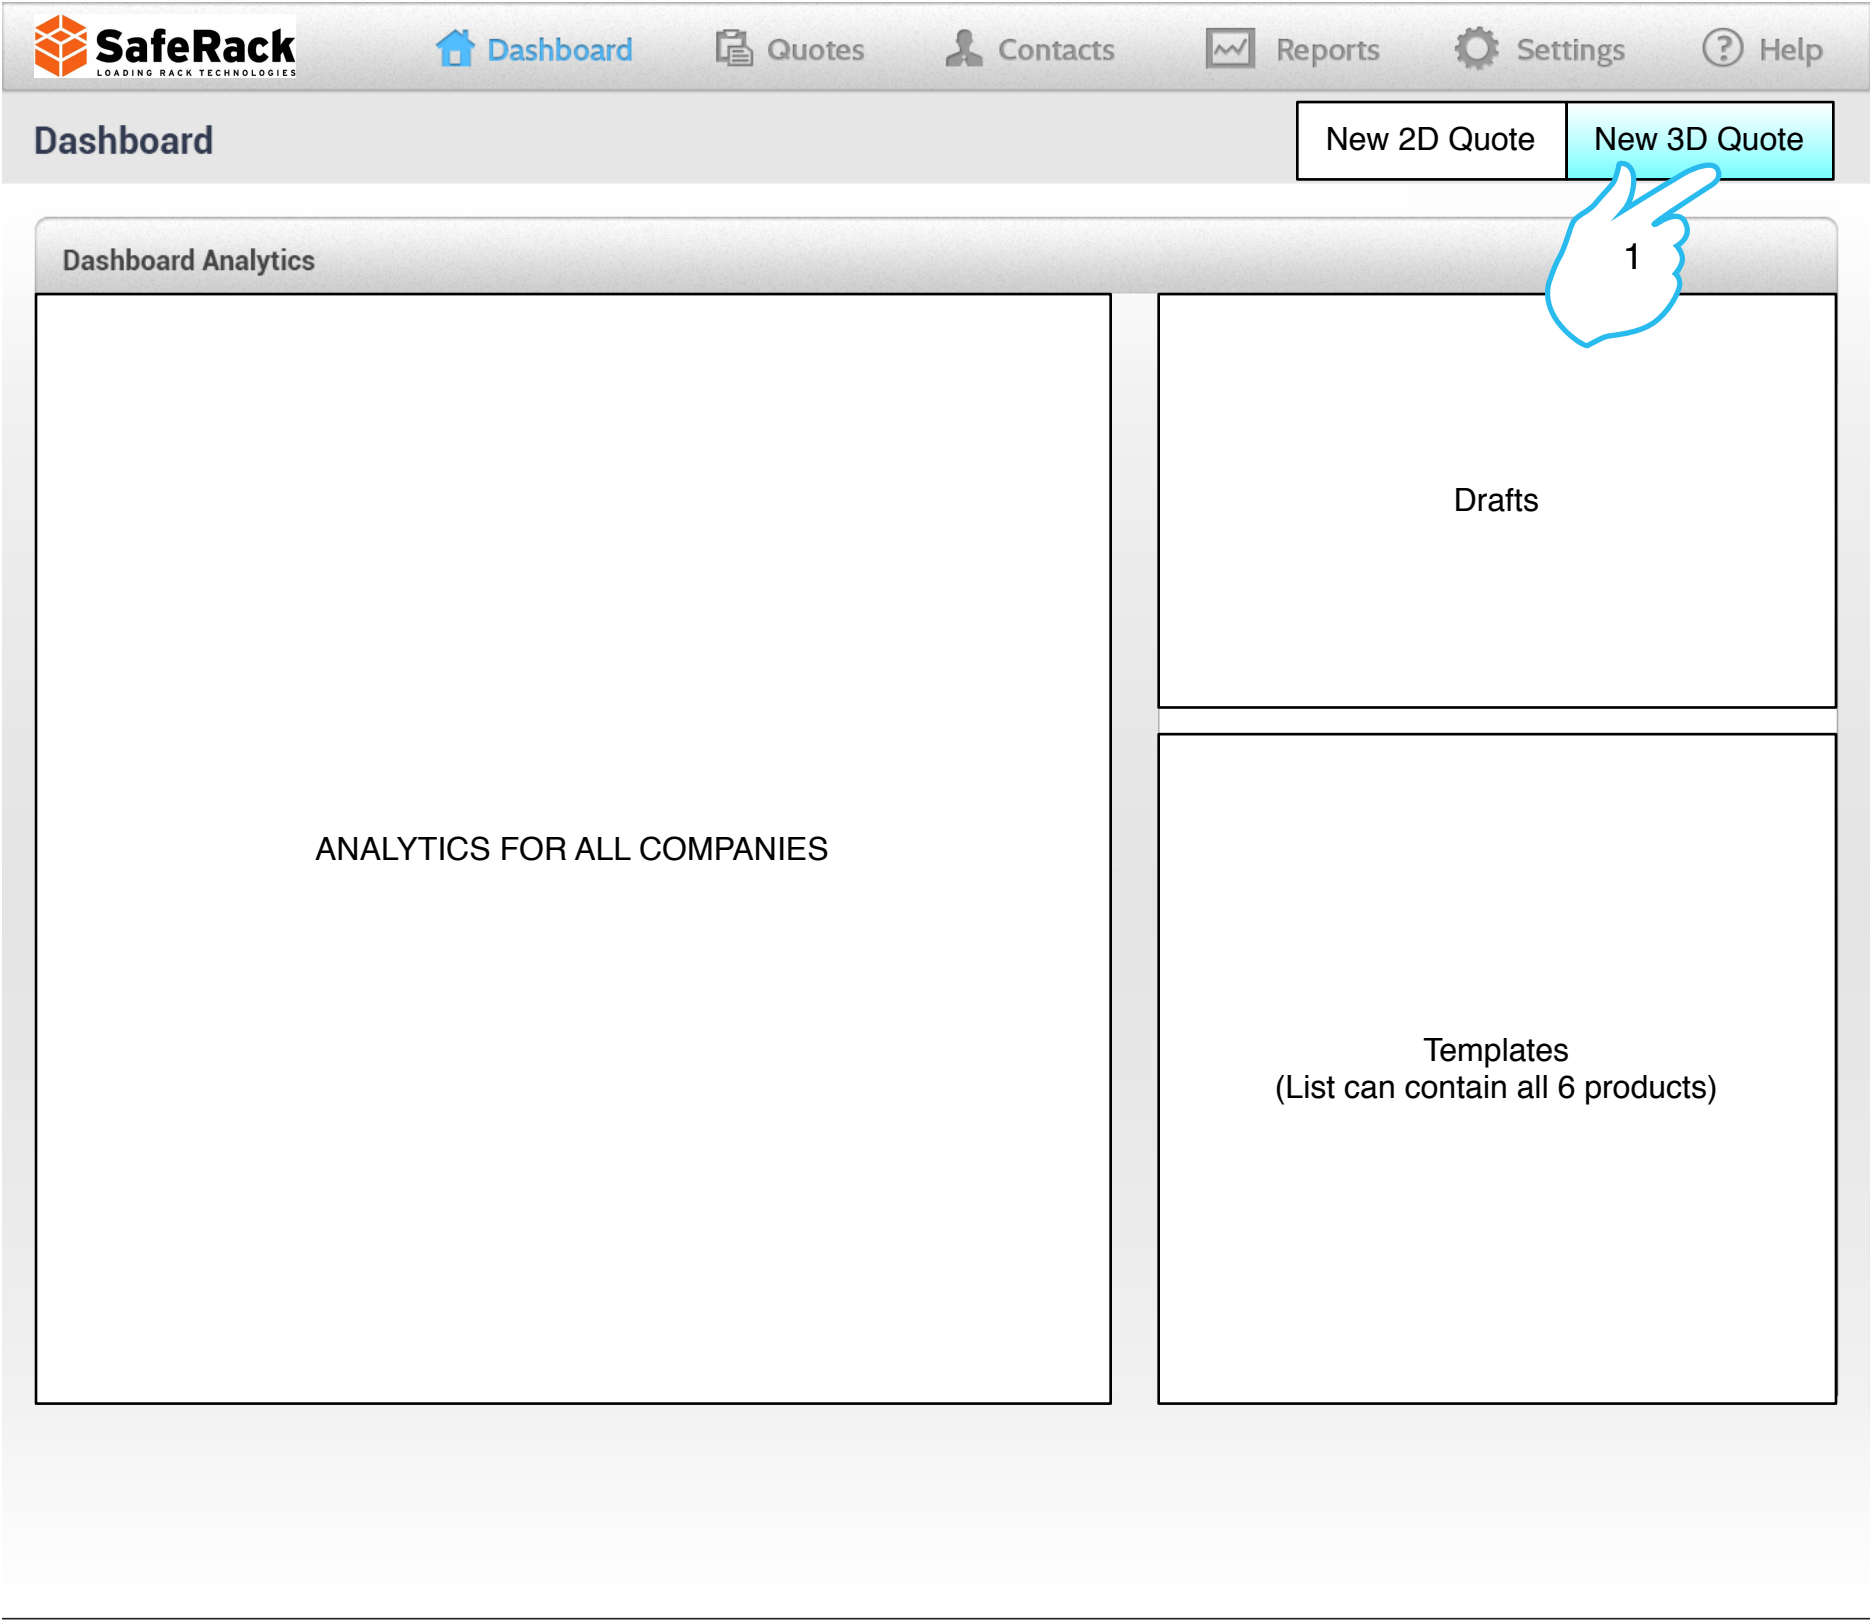 SafeRack
LOADING RACK TECHNOLOGIES
Dashboard
Quotes
Contacts
Reports
Settings
? Help
Dashboard
New 2D Quote
New 3D Quote
1
Dashboard Analytics
ANALYTICS FOR ALL COMPANIES
Drafts
Templates
(List can contain all 6 products)